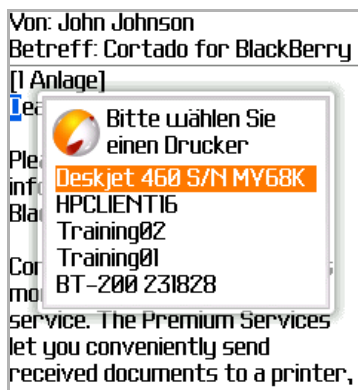 Von: John Johnson
Betreff: Cortado for BlackBerry
[1 Anlage]
Bitte wählen Sie
einen Drucker
Deskjet 460 S/N MY68K
HPCLIENT16
Training02
Training01
BT-200 231828
service. The Premium Services
let you conveniently send
received documents to a printer,